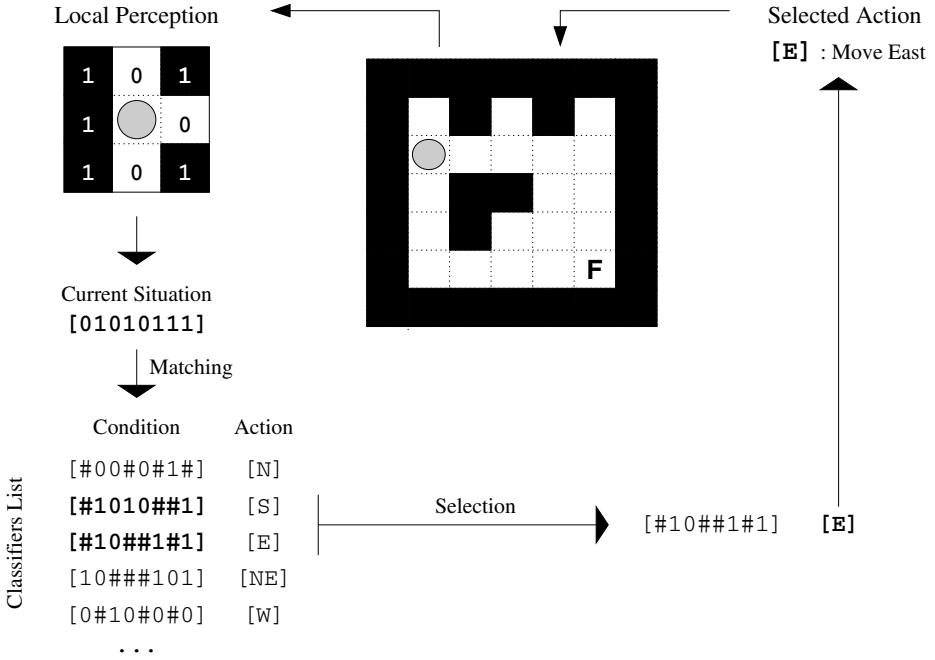 Local Perception
Selected Action
[E] : Move East
1 0 1
1 0
1 0 1
F
Current Situation
[01010111]
Matching
Condition Action
Classifiers List
[#00#0#1#] [N]
[#1010##1] [S]
[#10##1#1] [E]
[10###101] [NE]
[0#10#0#0] [W]
...
Selection
[#10##1#1] [E]